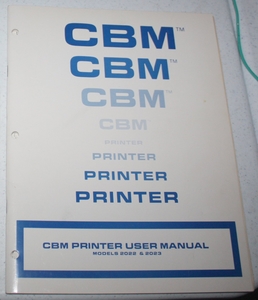 CBM™
CBM™
CBM™
CBM
PRINTER
PRINTER
PRINTER
PRINTER
CBM PRINTER USER MANUAL
MODELS 2022 & 2023